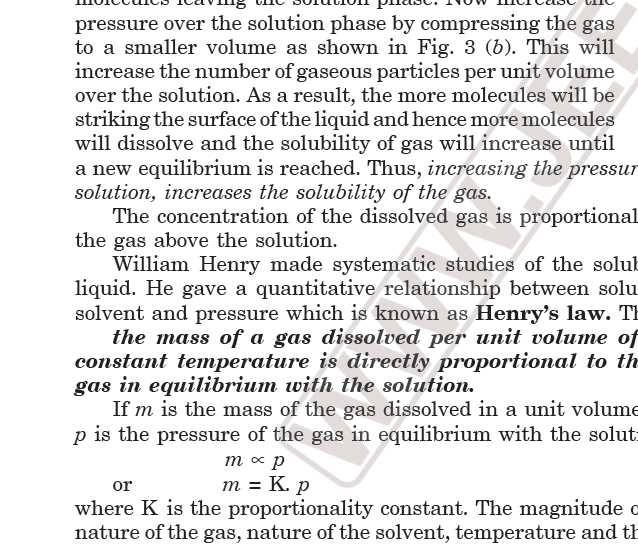 molecules leaving the solution phase. Now increase the
pressure over the solution phase by compressing the gas
to a smaller volume as shown in Fig. 3 (b). This will
increase the number of gaseous particles per unit volume
over the solution. As a result, the more molecules will be
striking the surface of the liquid and hence more molecules
will dissolve and the solubility of gas will increase until
a new equilibrium is reached. Thus, increasing the pressur
solution, increases the solubility of the gas.
The concentration of the dissolved gas is proportional
the gas above the solution.
William Henry made systematic studies of the solub
liquid. He gave a quantitative relationship between solu
solvent and pressure which is known as Henry's law. Th
the mass of a gas dissolved per unit volume of
constant temperature is directly proportional to th
gas in equilibrium with the solution.
If m is the mass of the gas dissolved in a unit volume
p is the pressure of the gas in equilibrium with the soluti
m ∝ p
or m = K. p
where K is the proportionality constant. The magnitude o
nature of the gas, nature of the solvent, temperature and th
WWW.JEE